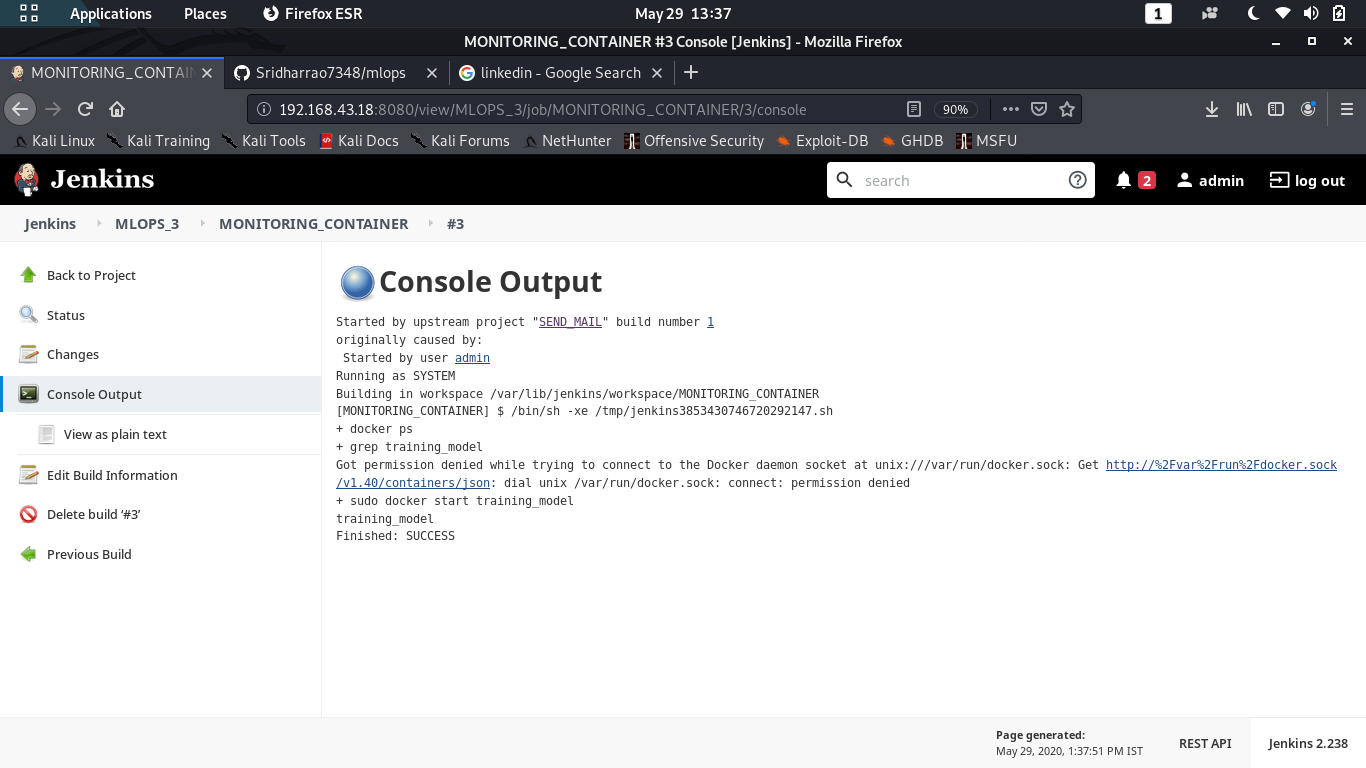 Applications Places Firefox ESR May 29 13:37 1
MONITORING_CONTAINER #3 Console [Jenkins] - Mozilla Firefox
MONITORING_CONTAIN Sridharrao7348/mlops linkedin - Google Search
192.168.43.18:8080/view/MLOPS_3/job/MONITORING_CONTAINER/3/console 90%
Kali Linux Kali Training Kali Tools Kali Docs Kali Forums NetHunter Offensive Security Exploit-DB GHDB MSFU
Jenkins search 2 admin log out
Jenkins MLOPS_3 MONITORING_CONTAINER #3
Back to Project
Status
Changes
Console Output
View as plain text
Edit Build Information
Delete build ‘#3’
Previous Build
Console Output
Started by upstream project "SEND_MAIL" build number 1
originally caused by:
Started by user admin
Running as SYSTEM
Building in workspace /var/lib/jenkins/workspace/MONITORING_CONTAINER
[MONITORING_CONTAINER] $ /bin/sh -xe /tmp/jenkins3853430746720292147.sh
+ docker ps
+ grep training_model
Got permission denied while trying to connect to the Docker daemon socket at unix:///var/run/docker.sock: Get http://%2Fvar%2Frun%2Fdocker.sock
/v1.40/containers/json: dial unix /var/run/docker.sock: connect: permission denied
+ sudo docker start training_model
training_model
Finished: SUCCESS
Page generated:
May 29, 2020, 1:37:51 PM IST
REST API
Jenkins 2.238